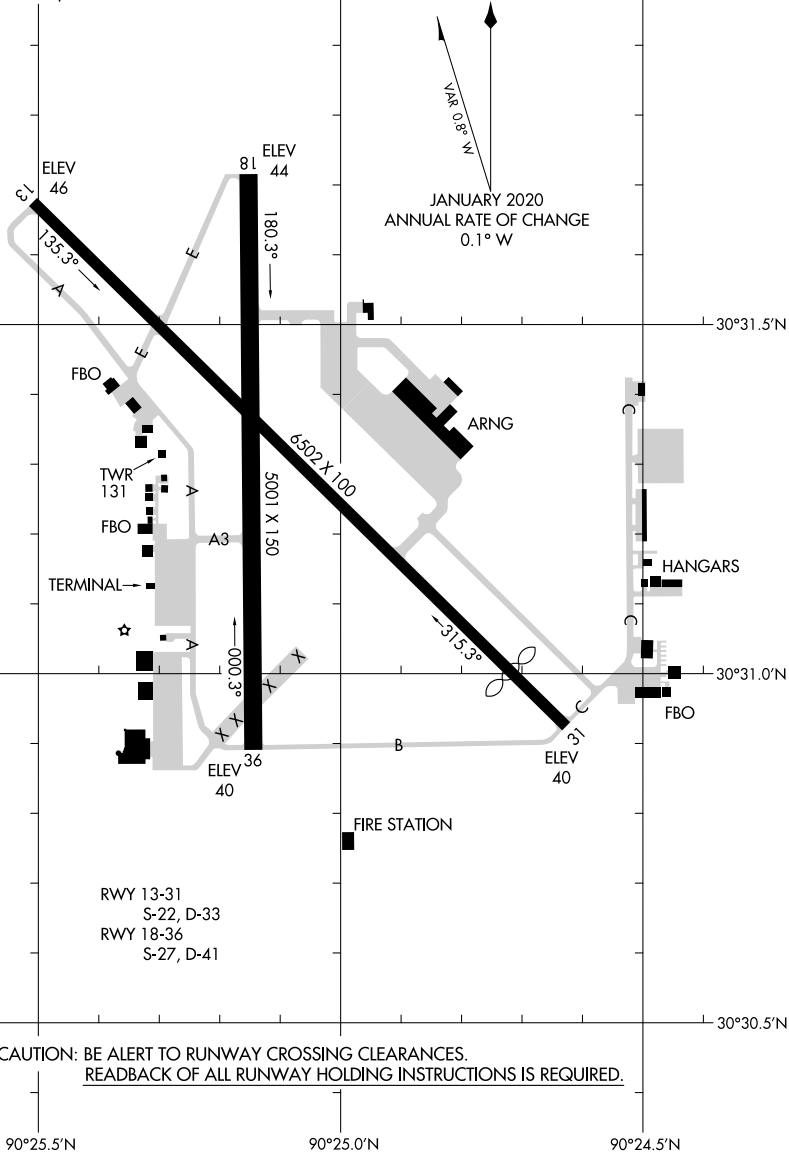 VAR 0.8° W
JANUARY 2020
ANNUAL RATE OF CHANGE
0.1° W
ELEV
46
13
135.3°
A
18
ELEV
44
180.3°
E
E
30°31.5'N
FBO
TWR
131
FBO
TERMINAL
A
A3
A
6502 X 100
5001 X 150
ARNG
C
HANGARS
C
000.3°
315.3°
X
X
X
X
30°31.0'N
FBO
C
31
ELEV
40
B
36
ELEV
40
FIRE STATION
RWY 13-31
S-22, D-33
RWY 18-36
S-27, D-41
30°30.5'N
CAUTION: BE ALERT TO RUNWAY CROSSING CLEARANCES.
READBACK OF ALL RUNWAY HOLDING INSTRUCTIONS IS REQUIRED.
90°25.5'N
90°25.0'N
90°24.5'N